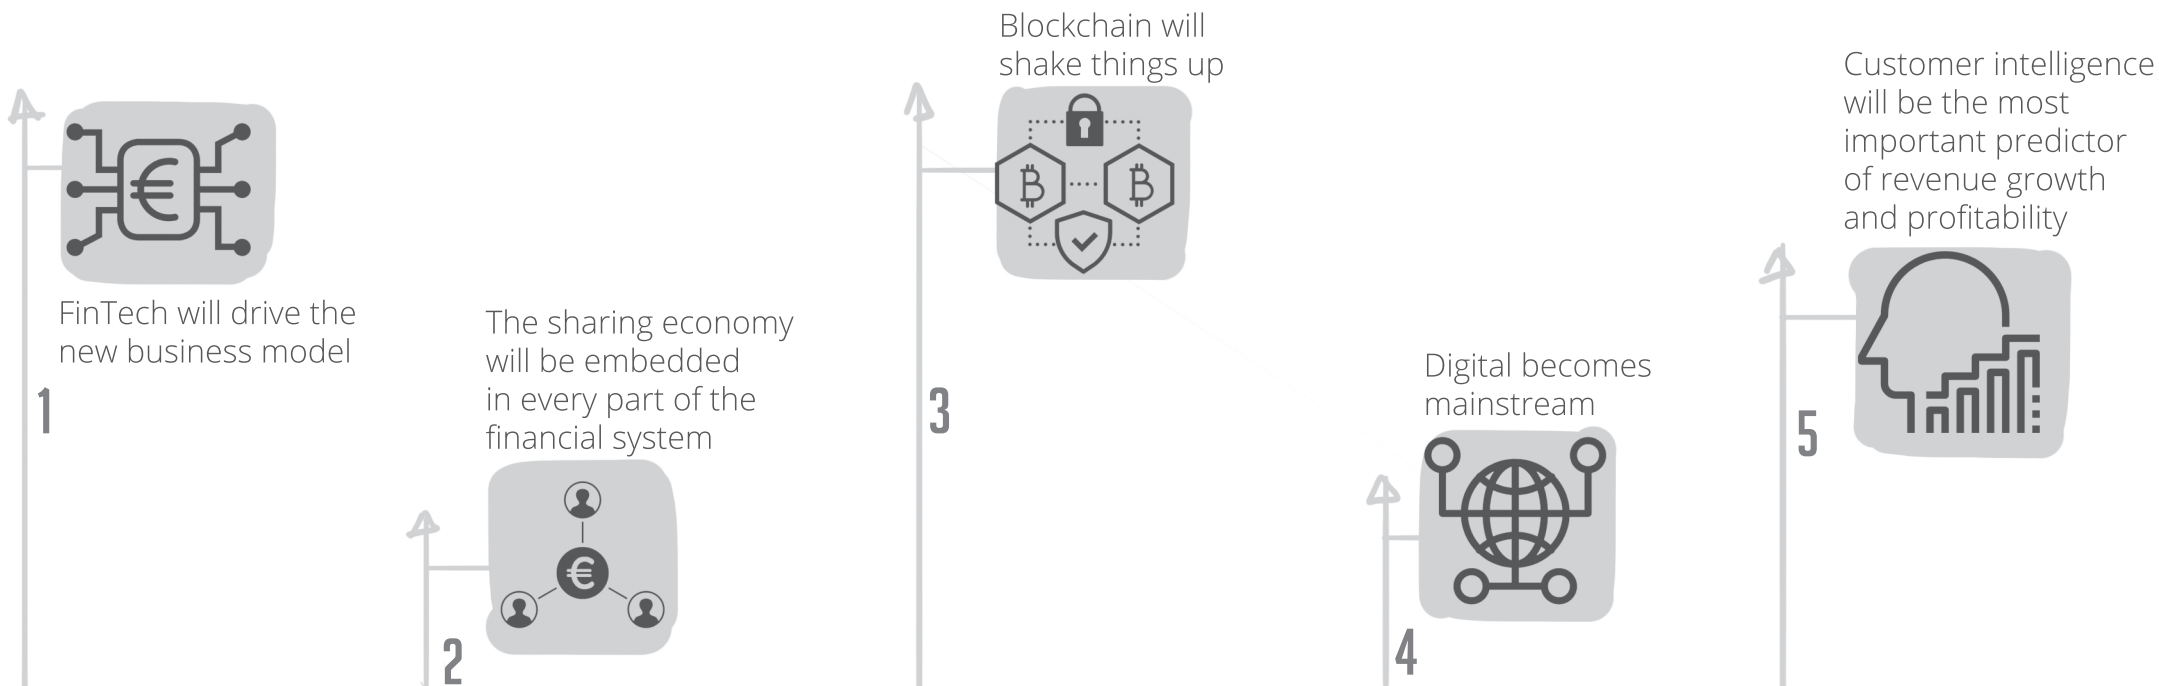 FinTech will drive the
new business model
1
The sharing economy
will be embedded
in every part of the
financial system
€
2
Blockchain will
shake things up
3
Digital becomes
mainstream
4
Customer intelligence
will be the most
important predictor
of revenue growth
and profitability
5